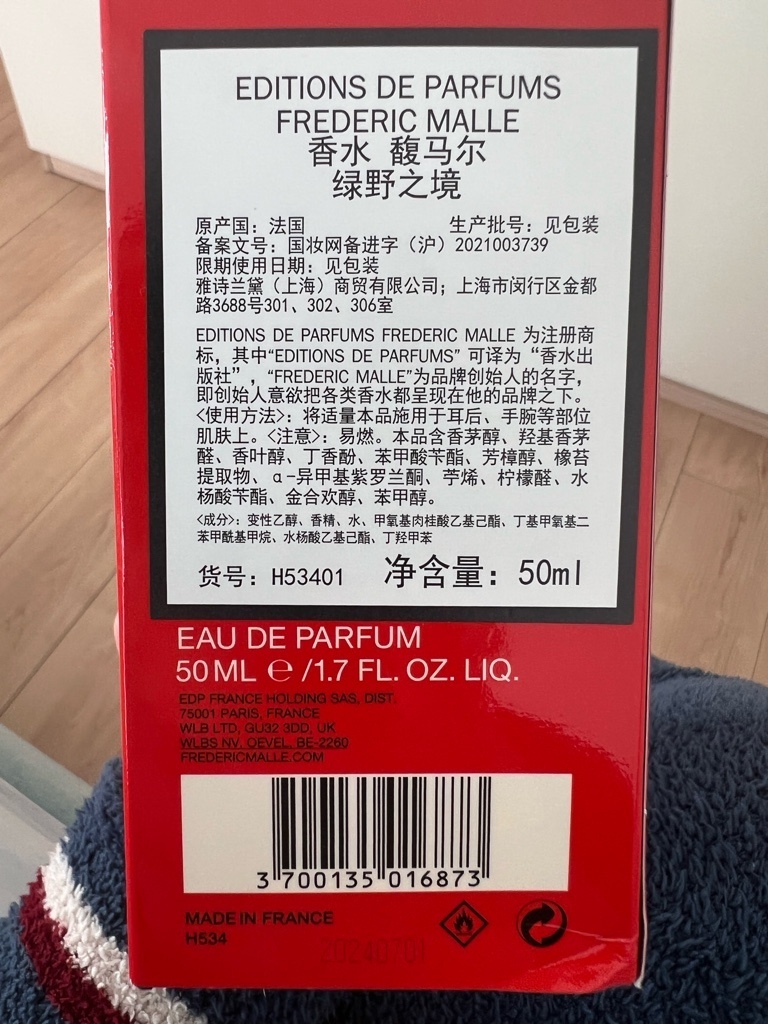 EDITIONS DE PARFUMS
FREDERIC MALLE
香水 馥马尔
绿野之境
原产国：法国 生产批号：见包装
备案文号：国妆网备进字（沪）2021003739
限期使用日期：见包装
雅诗兰黛（上海）商贸有限公司；上海市闵行区金都
路3688号301、302、306室
EDITIONS DE PARFUMS FREDERIC MALLE 为注册商
标，其中“EDITIONS DE PARFUMS” 可译为“香水出
版社”，“FREDERIC MALLE”为品牌创始人的名字，
即创始人意欲把各类香水都呈现在他的品牌之下。
<使用方法>：将适量本品施用于耳后、手腕等部位
肌肤上。<注意>：易燃。本品含香茅醇、羟基香茅
醛、香叶醇、丁香酚、苯甲酸苄酯、芳樟醇、橡苔
提取物、α-异甲基紫罗兰酮、苧烯、柠檬醛、水
杨酸苄酯、金合欢醇、苯甲醇。
<成分>：变性乙醇、香精、水、甲氧基肉桂酸乙基己酯、丁基甲氧基二
苯甲酰基甲烷、水杨酸乙基己酯、丁羟甲苯
货号：H53401 净含量：50ml
EAU DE PARFUM
50 ML e /1.7 FL. OZ. LIQ.
EDP FRANCE HOLDING SAS, DIST.
75001 PARIS, FRANCE
WLB LTD, GU32 3DD, UK
WLBS NV. OEVEL, BE-2260
FREDERICMALLE.COM
3 700135 016873
MADE IN FRANCE
H534
20240701